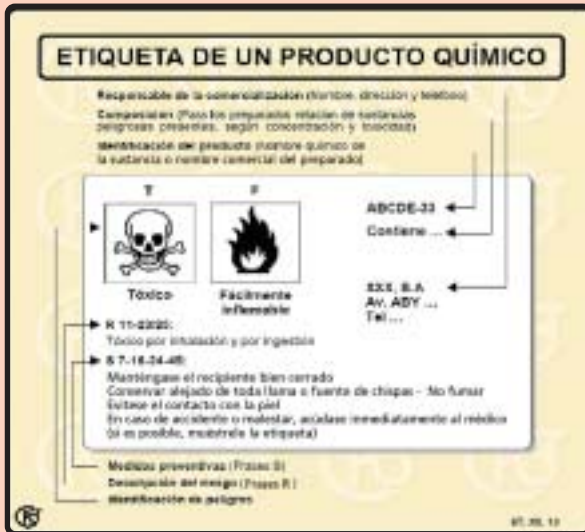 ETIQUETA DE UN PRODUCTO QUÍMICO
Responsable de la comercialización (Nombre, dirección y teléfono)
Composición (Para los preparados relación de sustancias
peligrosas presentes, según concentración y toxicidad)
Identificación del producto (Nombre químico de
la sustancia o nombre comercial del preparado)
T F
ABCDE-33
Contiene ...
Tóxico
Fácilmente
inflamable
XXX, S.A
Av. ABY ...
Tel ...
R 11-23/25:
Tóxico por inhalación y por ingestión
S 7-16-24-45:
Manténgase el recipiente bien cerrado
Conservar alejado de toda llama o fuente de chispas - No fumar
Evítese el contacto con la piel
En caso de accidente o malestar, acúdase inmediatamente al médico
(si es posible, muéstrele la etiqueta)
Medidas preventivas (Frases S)
Descripción del riesgo (Frases R)
Identificación de peligros